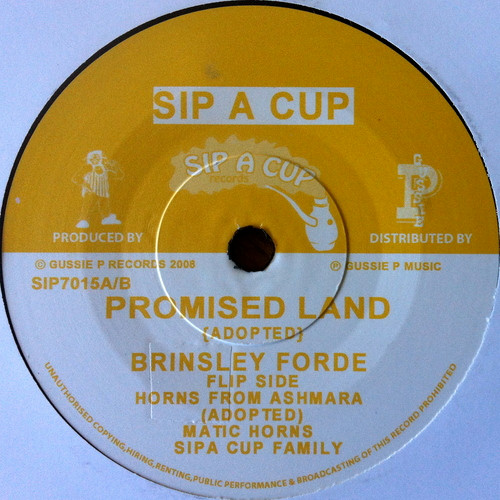 SIP A CUP
SIP A CUP
records
PRODUCED BY
DISTRIBUTED BY
© GUSSIE P RECORDS 2008
℗ GUSSIE P MUSIC
SIP7015A/B
PROMISED LAND
(ADOPTED)
BRINSLEY FORDE
FLIP SIDE
HORNS FROM ASHMARA
(ADOPTED)
MATIC HORNS
SIPA CUP FAMILY
UNAUTHORISED COPYING,HIRING,RENTING,PUBLIC PERFORMANCE & BROADCASTING OF THIS RECORD PROHIBITED